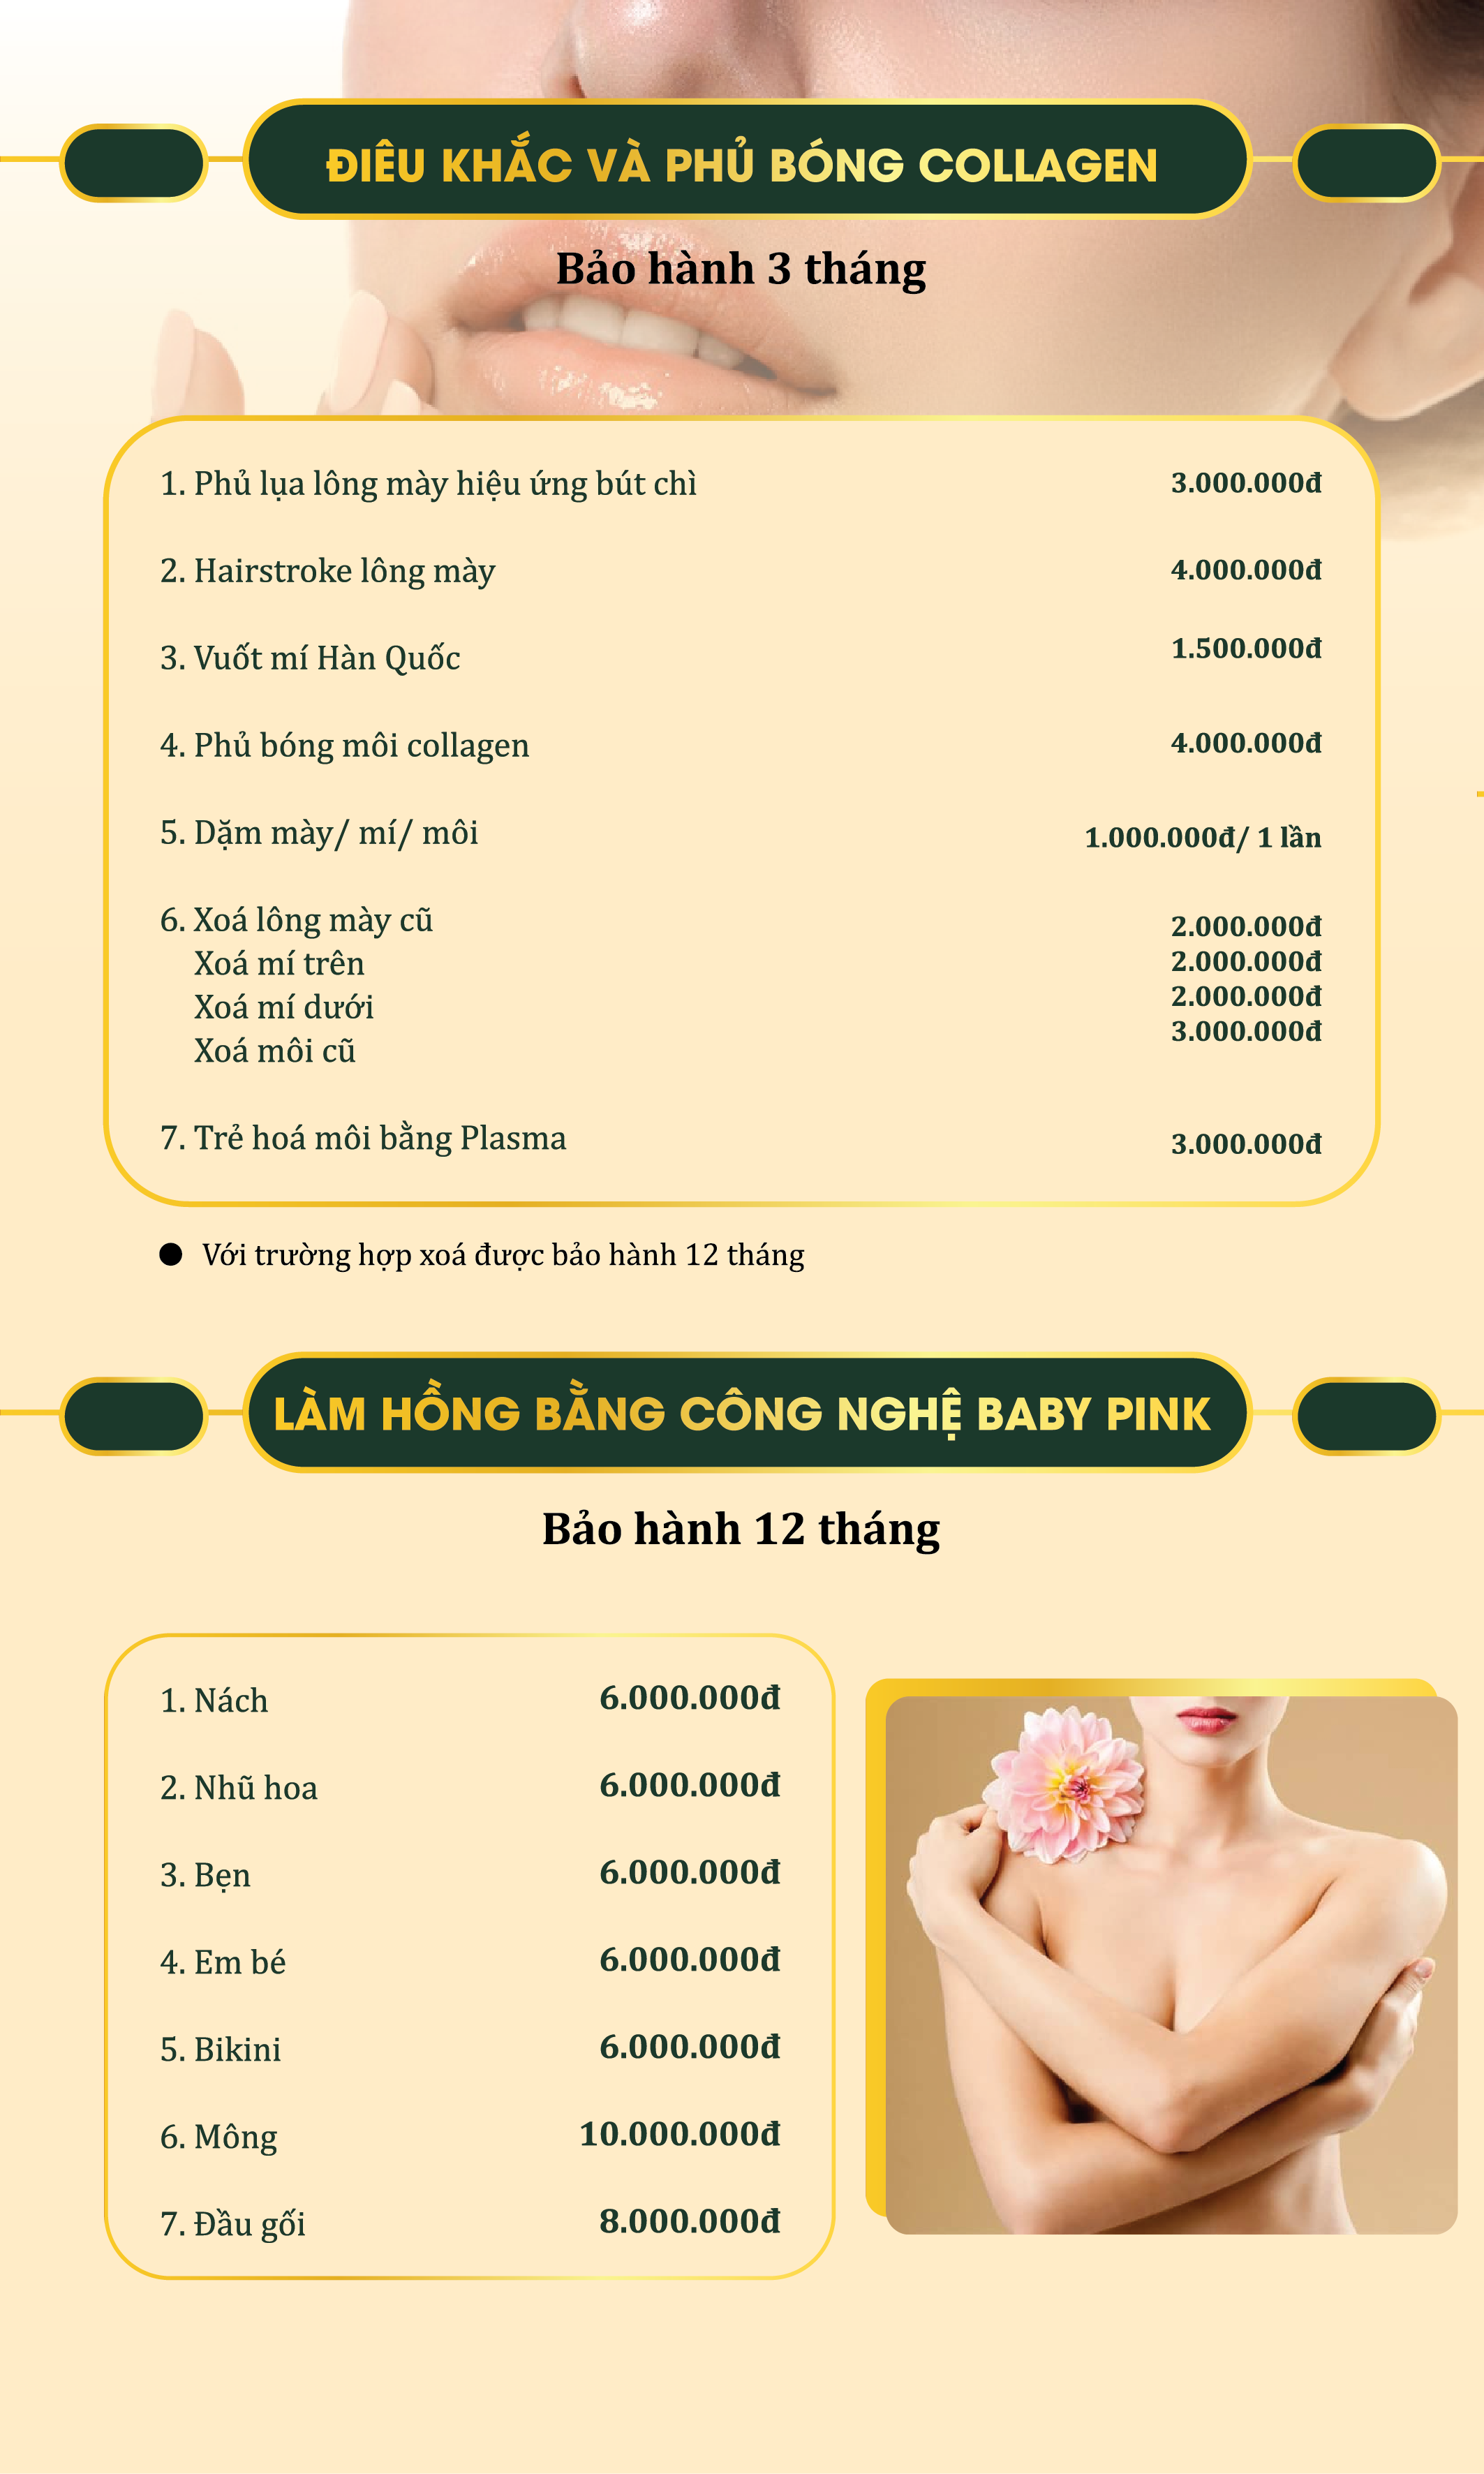 ĐIÊU KHẮC VÀ PHỦ BÓNG COLLAGEN
Bảo hành 3 tháng
1. Phủ lụa lông mày hiệu ứng bút chì 3.000.000đ
2. Hairstroke lông mày 4.000.000đ
3. Vuốt mí Hàn Quốc 1.500.000đ
4. Phủ bóng môi collagen 4.000.000đ
5. Dặm mày/ mí/ môi 1.000.000đ/ 1 lần
6. Xoá lông mày cũ 2.000.000đ
Xoá mí trên 2.000.000đ
Xoá mí dưới 2.000.000đ
Xoá môi cũ 3.000.000đ
7. Trẻ hoá môi bằng Plasma 3.000.000đ
● Với trường hợp xoá được bảo hành 12 tháng
LÀM HỒNG BẰNG CÔNG NGHỆ BABY PINK
Bảo hành 12 tháng
1. Nách 6.000.000đ
2. Nhũ hoa 6.000.000đ
3. Bẹn 6.000.000đ
4. Em bé 6.000.000đ
5. Bikini 6.000.000đ
6. Mông 10.000.000đ
7. Đầu gối 8.000.000đ